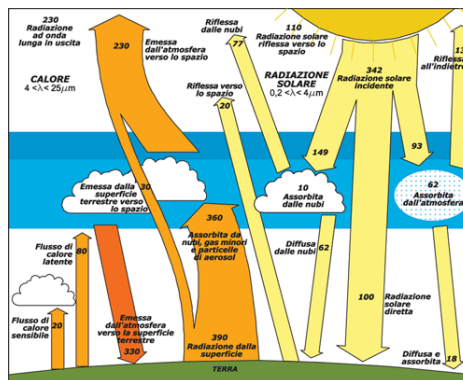 230
Radiazione
ad onda
lunga in uscita
230
Emessa
dall'atmosfera
verso lo spazio
CALORE
4 <λ< 25μm
Riflessa
dalle nubi
77
Riflessa verso
lo spazio
20
110
Radiazione solare
riflessa verso lo
spazio
RADIAZIONE
SOLARE
0,2 <λ< 4μm
342
Radiazione solare
incidente
Riflessa
all'indietro
149
93
Emessa dalla
superficie
terrestre verso
lo spazio
30
10
Assorbita
dalle nubi
62
Assorbita
dall'atmosfera
360
Assorbita da
nubi, gas minori
e particelle
di aerosol
Flusso di
calore
latente
80
Diffusa
dalle nubi
62
Flusso di
calore
sensibile
20
Emessa
dall'atmosfera
verso la superficie
terrestre
330
390
Radiazione dalla
superficie
100
Radiazione
solare
diretta
Diffusa e
assorbita
18
TERRA